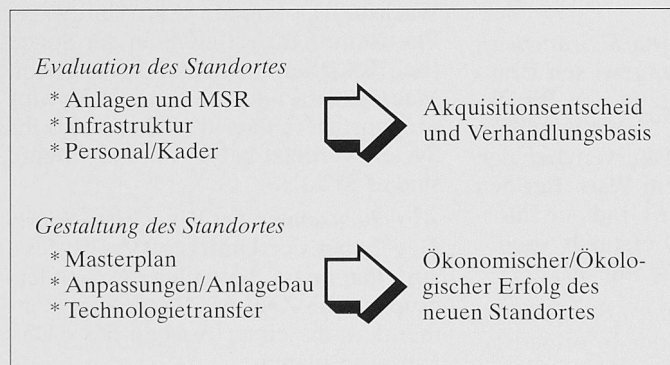 Evaluation des Standortes
* Anlagen und MSR
* Infrastruktur
* Personal/Kader
Akquisitionsentscheid
und Verhandlungsbasis
Gestaltung des Standortes
* Masterplan
* Anpassungen/Anlagebau
* Technologietransfer
Ökonomischer/Ökolo-
gischer Erfolg des
neuen Standortes